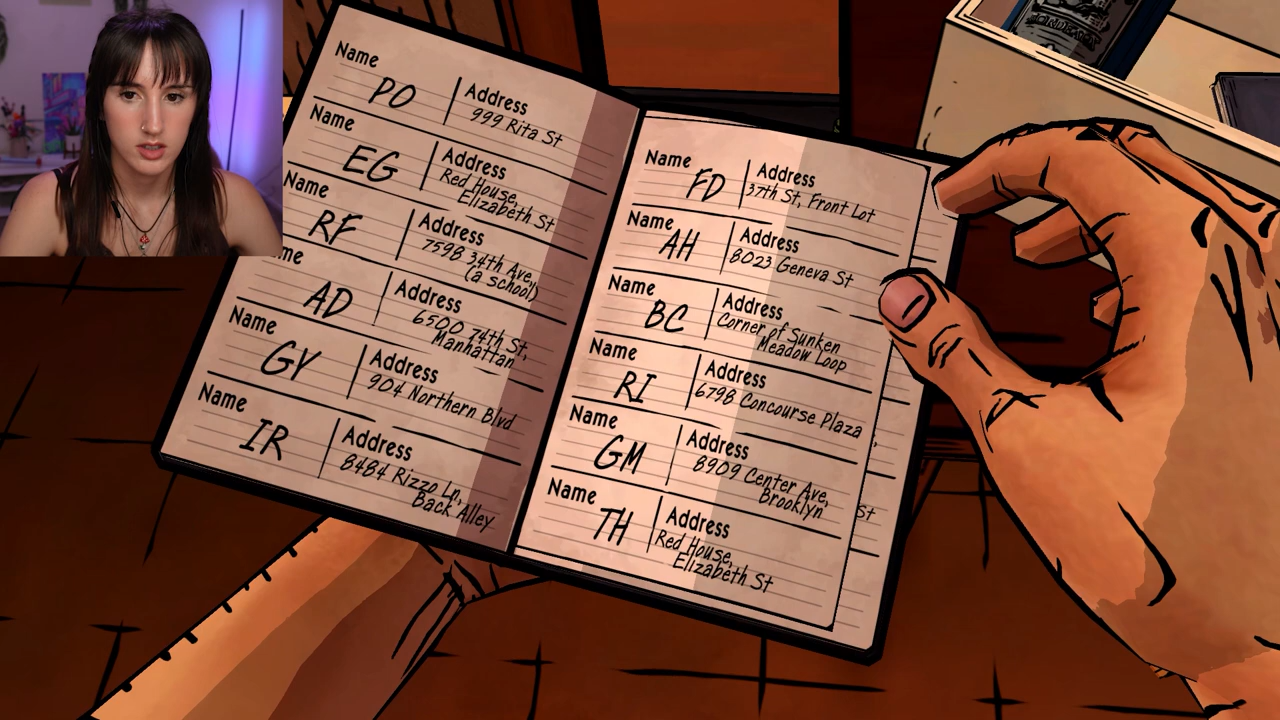 Name
PO
Address
999 Rita St
Name
EG
Address
Red House,
Elizabeth St
Name
RF
Address
7598 34th Ave,
(a school)
me
AD
Address
6500 74th St,
Manhattan
Name
GY
Address
904 Northern Blvd
Name
IR
Address
8484 Rizzo Ln,
Back Alley
Name
FD
Address
37th St, Front Lot
Name
AH
Address
8023 Geneva St
Name
BC
Address
Corner of Sunken
Meadow Loop
Name
RI
Address
6798 Concourse Plaza
Name
GM
Address
8909 Center Ave,
Brooklyn
Name
TH
Address
Red House,
Elizabeth St
St